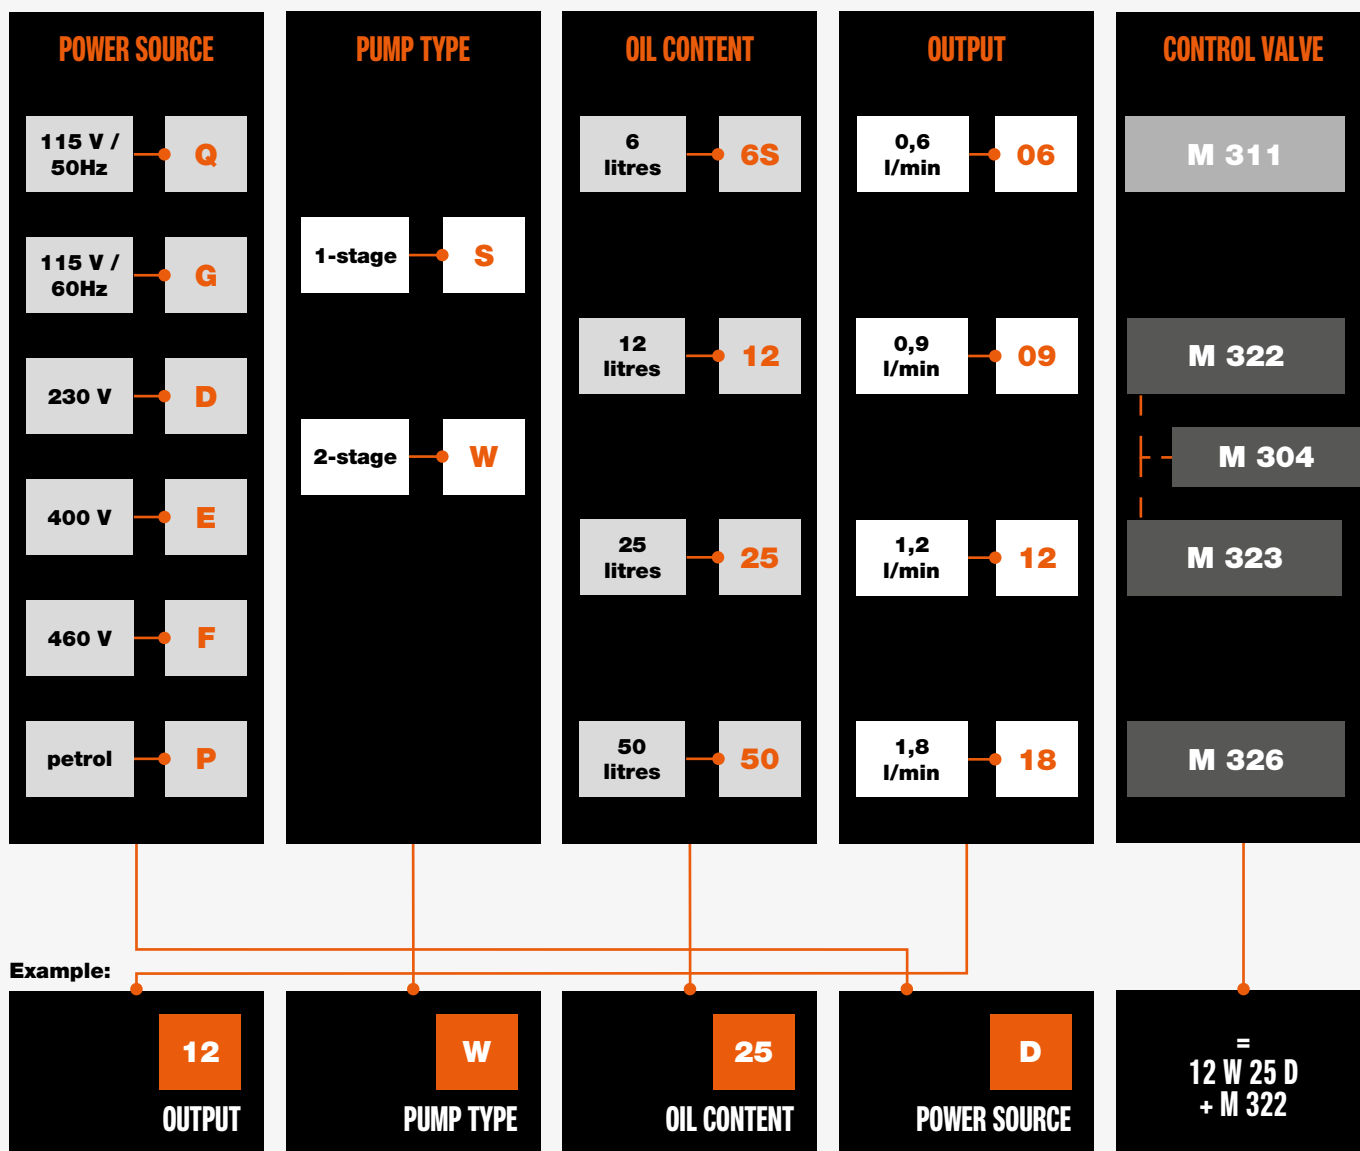 POWER SOURCE
115 V /
50Hz
Q
115 V /
60Hz
G
230 V
D
400 V
E
460 V
F
petrol
P
PUMP TYPE
1-stage
S
2-stage
W
OIL CONTENT
6
litres
6S
12
litres
12
25
litres
25
50
litres
50
OUTPUT
0,6
l/min
06
0,9
l/min
09
1,2
l/min
12
1,8
l/min
18
CONTROL VALVE
M 311
M 322
M 304
M 323
M 326
Example:
12
OUTPUT
W
PUMP TYPE
25
OIL CONTENT
D
POWER SOURCE
=
12 W 25 D
+ M 322